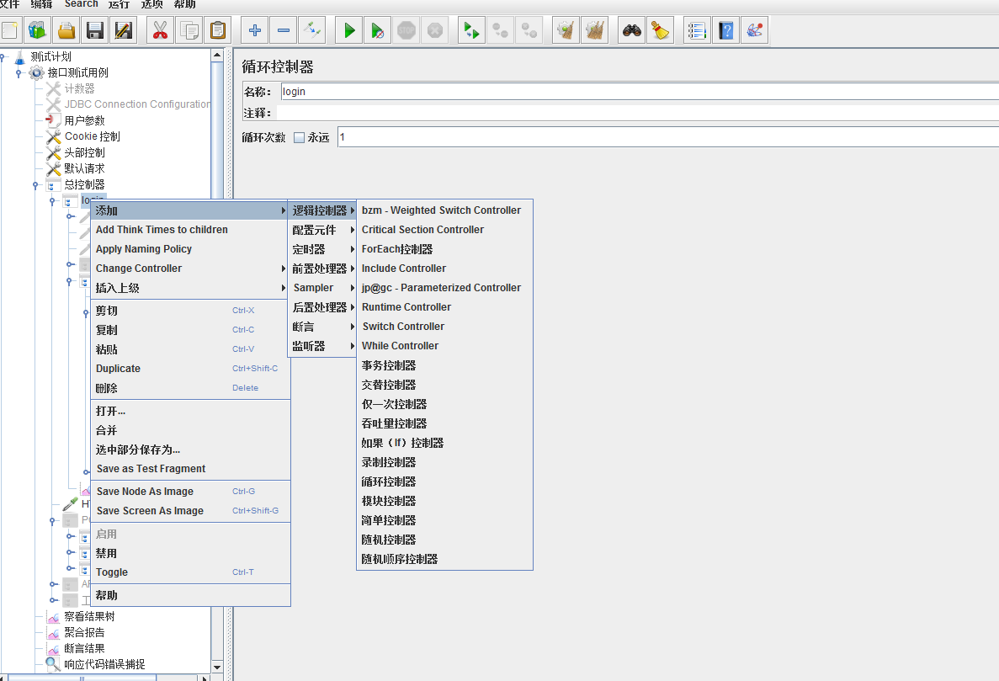 文件 编辑 Search 运行 选项 帮助
STOP
测试计划
接口测试用例
计数器
JDBC Connection Configuration
用户参数
Cookie 控制
头部控制
默认请求
总控制器
login
循环控制器
名称： login
注释：
循环次数 永远 1
添加
Add Think Times to children
Apply Naming Policy
Change Controller
插入上级
剪切 Ctrl-X
复制 Ctrl-C
粘贴 Ctrl-V
Duplicate Ctrl+Shift-C
删除 Delete
打开...
合并
选中部分保存为...
Save as Test Fragment
Save Node As Image Ctrl-G
Save Screen As Image Ctrl+Shift-G
启用
禁用
Toggle Ctrl-T
帮助
逻辑控制器
配置元件
定时器
前置处理器
Sampler
后置处理器
断言
监听器
bzm - Weighted Switch Controller
Critical Section Controller
ForEach控制器
Include Controller
jp@gc - Parameterized Controller
Runtime Controller
Switch Controller
While Controller
事务控制器
交替控制器
仅一次控制器
吞吐量控制器
如果（If）控制器
录制控制器
循环控制器
模块控制器
简单控制器
随机控制器
随机顺序控制器
察看结果树
聚合报告
断言结果
响应代码错误捕捉